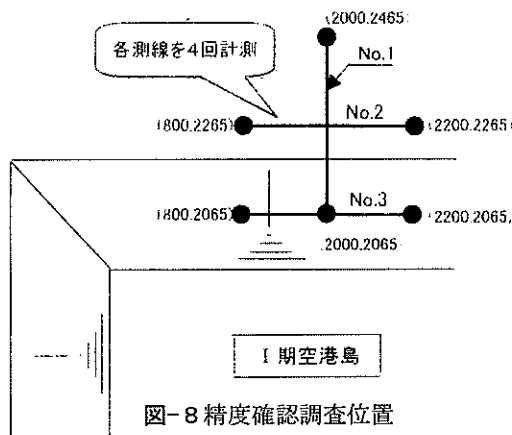 (2000.2465)
各測線を4回計測
No.1
No.2
(800.2265)
(2200.2265)
(800.2065)
No.3
(2200.2065)
(2000.2065)
I 期空港島
図-8 精度確認調査位置